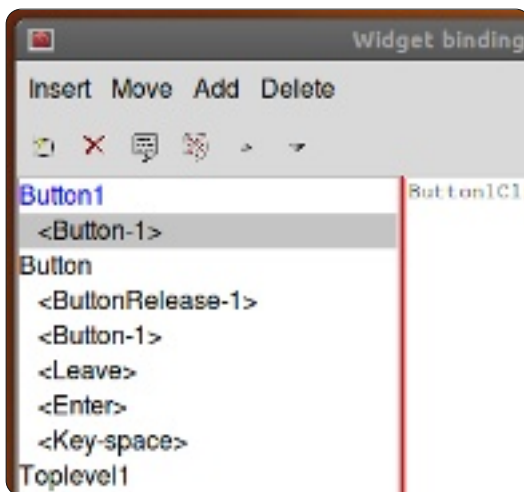 Widget binding
Insert Move Add Delete
Button1
<Button-1>
Button
<ButtonRelease-1>
<Button-1>
<Leave>
<Enter>
<Key-space>
Toplevel1
Button1Cl